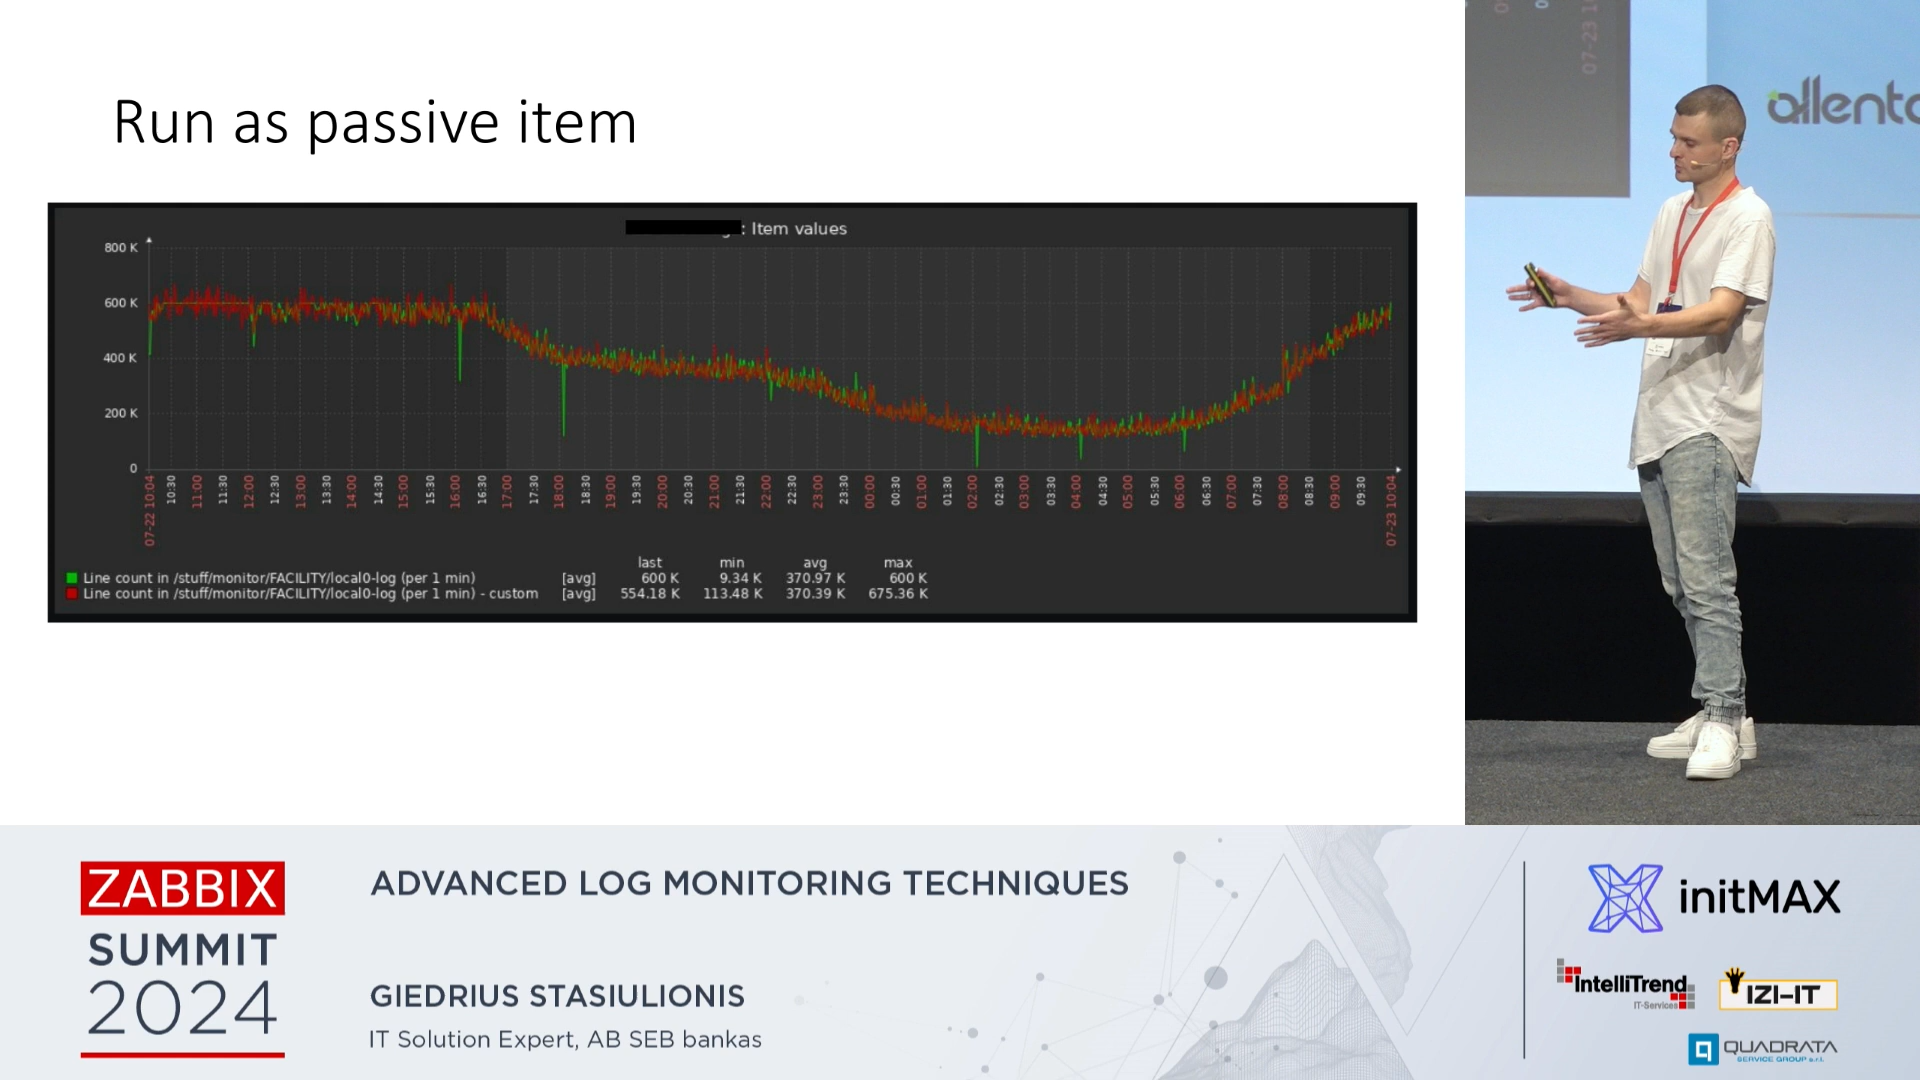 Run as passive item
: Item values
800 K
600 K
400 K
200 K
0
07-22 10:04
10:30
11:00
11:30
12:00
12:30
13:00
13:30
14:00
14:30
15:00
15:30
16:00
16:30
17:00
17:30
18:00
18:30
19:00
19:30
20:00
20:30
21:00
21:30
22:00
22:30
23:00
23:30
00:00
00:30
01:00
01:30
02:00
02:30
03:00
03:30
04:00
04:30
05:00
05:30
06:00
06:30
07:00
07:30
08:00
08:30
09:00
09:30
07-23 10:04
last min avg max
Line count in /stuff/monitor/FACILITY/local0-log (per 1 min) [avg] 600 K 9.34 K 370.97 K 600 K
Line count in /stuff/monitor/FACILITY/local0-log (per 1 min) - custom [avg] 554.18 K 113.48 K 370.39 K 675.36 K
07-23 1
allent
ZABBIX
SUMMIT
2024
ADVANCED LOG MONITORING TECHNIQUES
GIEDRIUS STASIULIONIS
IT Solution Expert, AB SEB bankas
initMAX
IntelliTrend
IT-Services
IZI-IT
QUADRATA
SERVICE GROUP s.r.l.